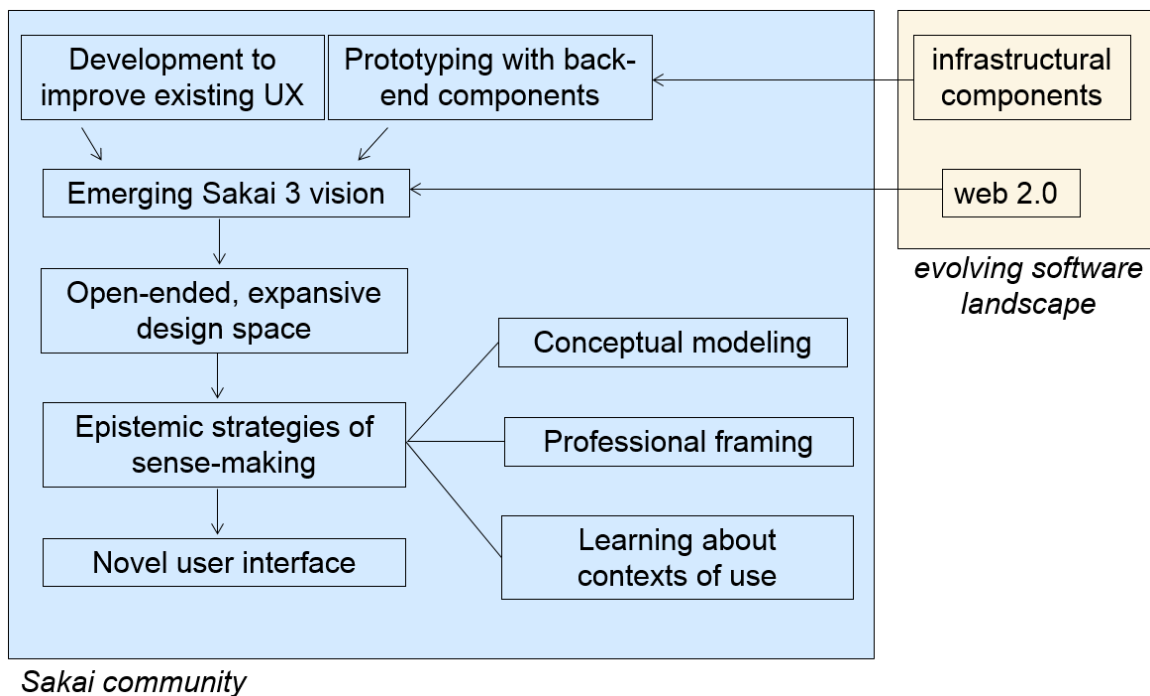 Development to
improve existing UX
Prototyping with back-
end components
infrastructural
components
Emerging Sakai 3 vision
web 2.0
evolving software
landscape
Open-ended, expansive
design space
Conceptual modeling
Epistemic strategies of
sense-making
Professional framing
Novel user interface
Learning about
contexts of use
Sakai community